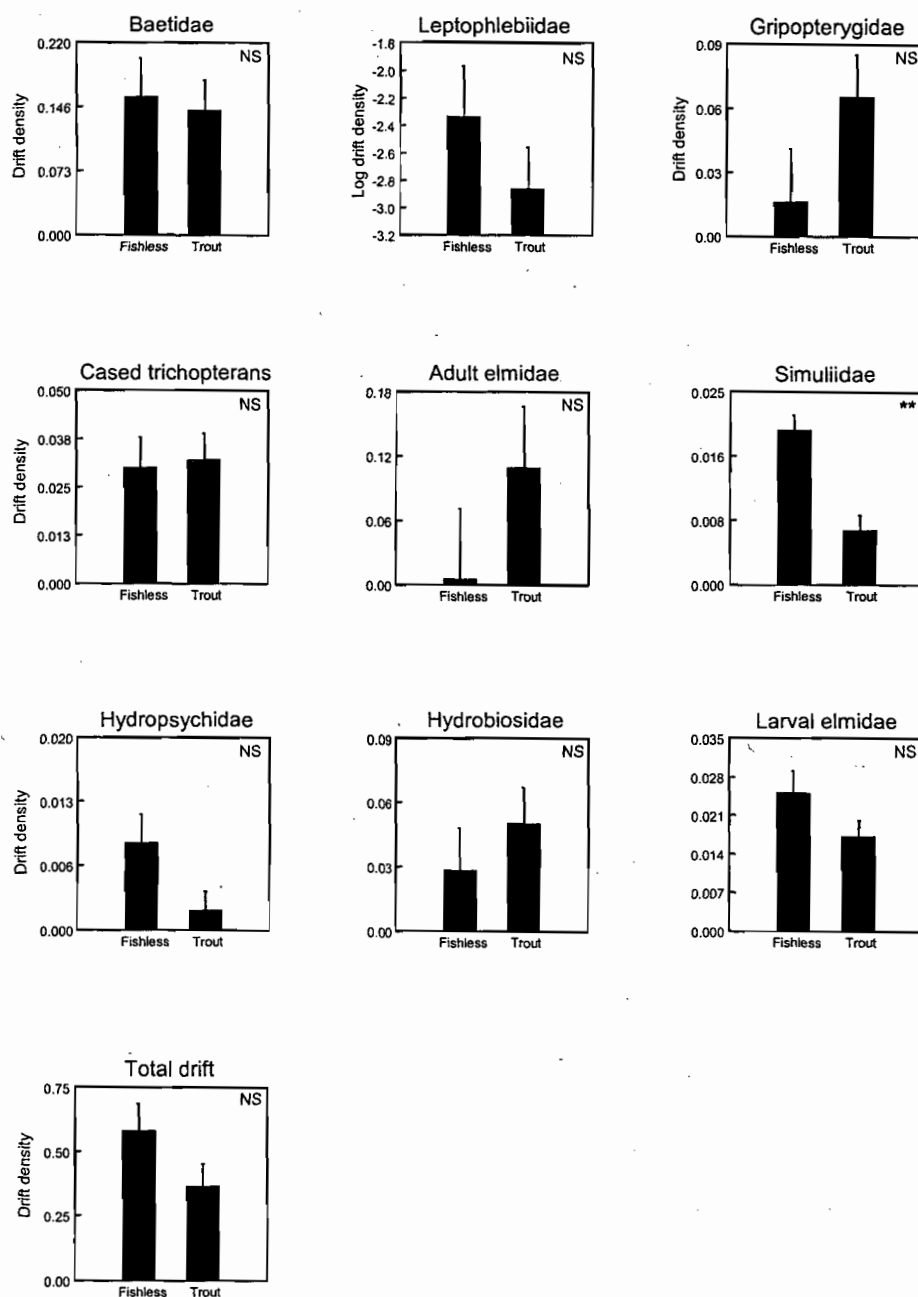 Baetidae
Drift density
0.220
0.146
0.073
0.000
NS
Fishless Trout
Leptophlebiidae
Log drift density
-1.8
-2.0
-2.2
-2.4
-2.6
-2.8
-3.0
-3.2
NS
Fishless Trout
Gripopterygidae
Drift density
0.09
0.06
0.03
0.00
NS
Fishless Trout
Cased trichopterans
Drift density
0.050
0.038
0.025
0.013
0.000
NS
Fishless Trout
Adult elmidae
0.18
0.12
0.06
0.00
NS
Fishless Trout
Simuliidae
0.025
0.016
0.008
0.000
**
Fishless Trout
Hydropsychidae
Drift density
0.020
0.013
0.006
0.000
NS
Fishless Trout
Hydrobiosidae
0.09
0.06
0.03
0.00
NS
Fishless Trout
Larval elmidae
0.035
0.028
0.021
0.014
0.007
0.000
NS
Fishless Trout
Total drift
Drift density
0.75
0.50
0.25
0.00
NS
Fishless Trout